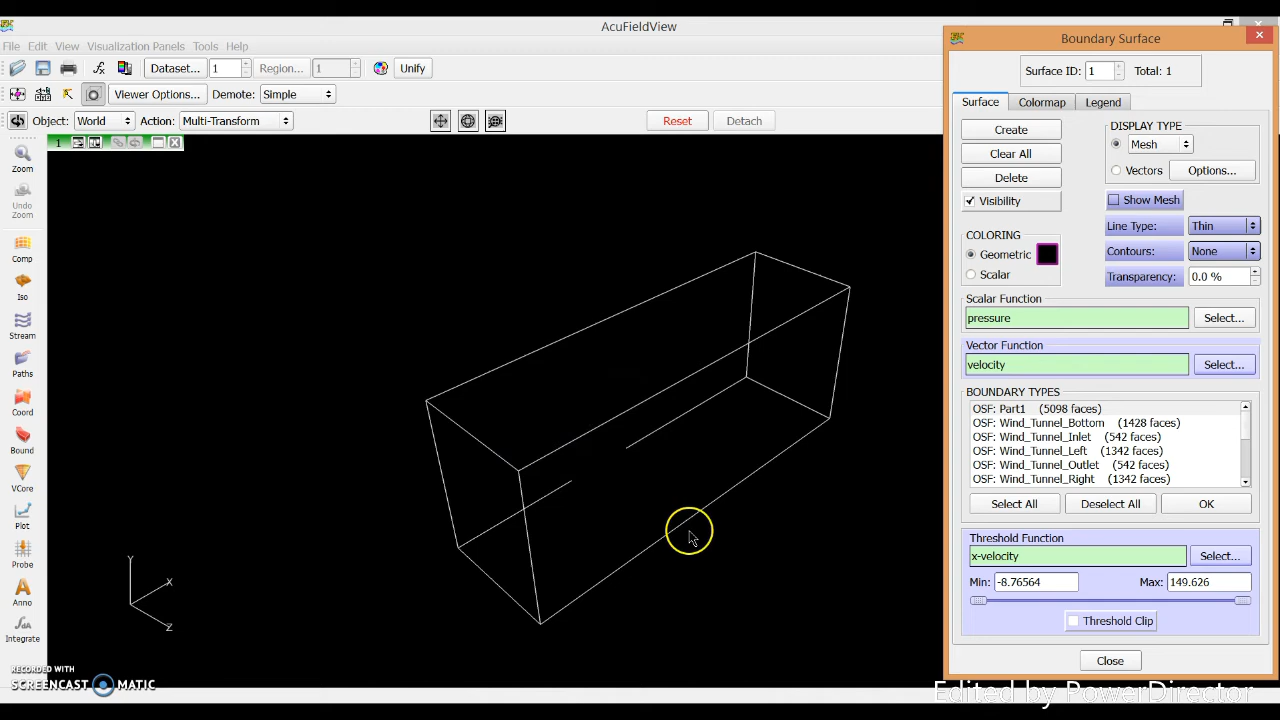 AcuFieldView
File Edit View Visualization Panels Tools Help
Dataset... 1 Region... 1 Unify
Viewer Options... Demote: Simple
Object: World Action: Multi-Transform Reset Detach
1
Zoom
Undo
Zoom
Comp
Iso
Stream
Paths
Coord
Bound
VCore
Plot
Probe
Anno
Integrate
Y
X
Z
RECORDED WITH
SCREENCAST MATIC
Boundary Surface
Surface ID: 1 Total: 1
Surface Colormap Legend
Create
Clear All
Delete
Visibility
DISPLAY TYPE
Mesh
Vectors Options...
Show Mesh
Line Type: Thin
Contours: None
Transparency: 0.0 %
COLORING
Geometric
Scalar
Scalar Function
pressure Select...
Vector Function
velocity Select...
BOUNDARY TYPES
OSF: Part1 (5098 faces)
OSF: Wind_Tunnel_Bottom (1428 faces)
OSF: Wind_Tunnel_Inlet (542 faces)
OSF: Wind_Tunnel_Left (1342 faces)
OSF: Wind_Tunnel_Outlet (542 faces)
OSF: Wind_Tunnel_Right (1342 faces)
Select All Deselect All OK
Threshold Function
x-velocity Select...
Min: -8.76564 Max: 149.626
Threshold Clip
Close
Edited by PowerDirector